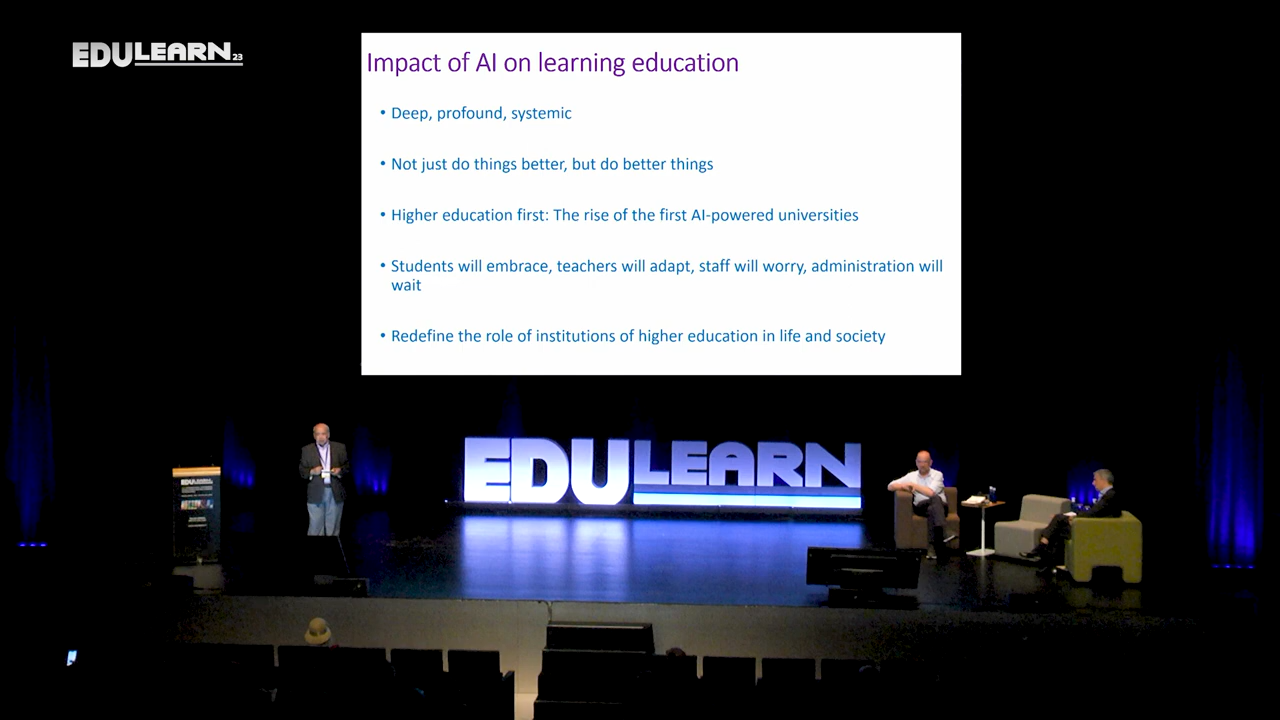 EDULEARN23
Impact of AI on learning education
• Deep, profound, systemic
• Not just do things better, but do better things
• Higher education first: The rise of the first AI-powered universities
• Students will embrace, teachers will adapt, staff will worry, administration will
wait
• Redefine the role of institutions of higher education in life and society
EDULEARN
EDULEARN